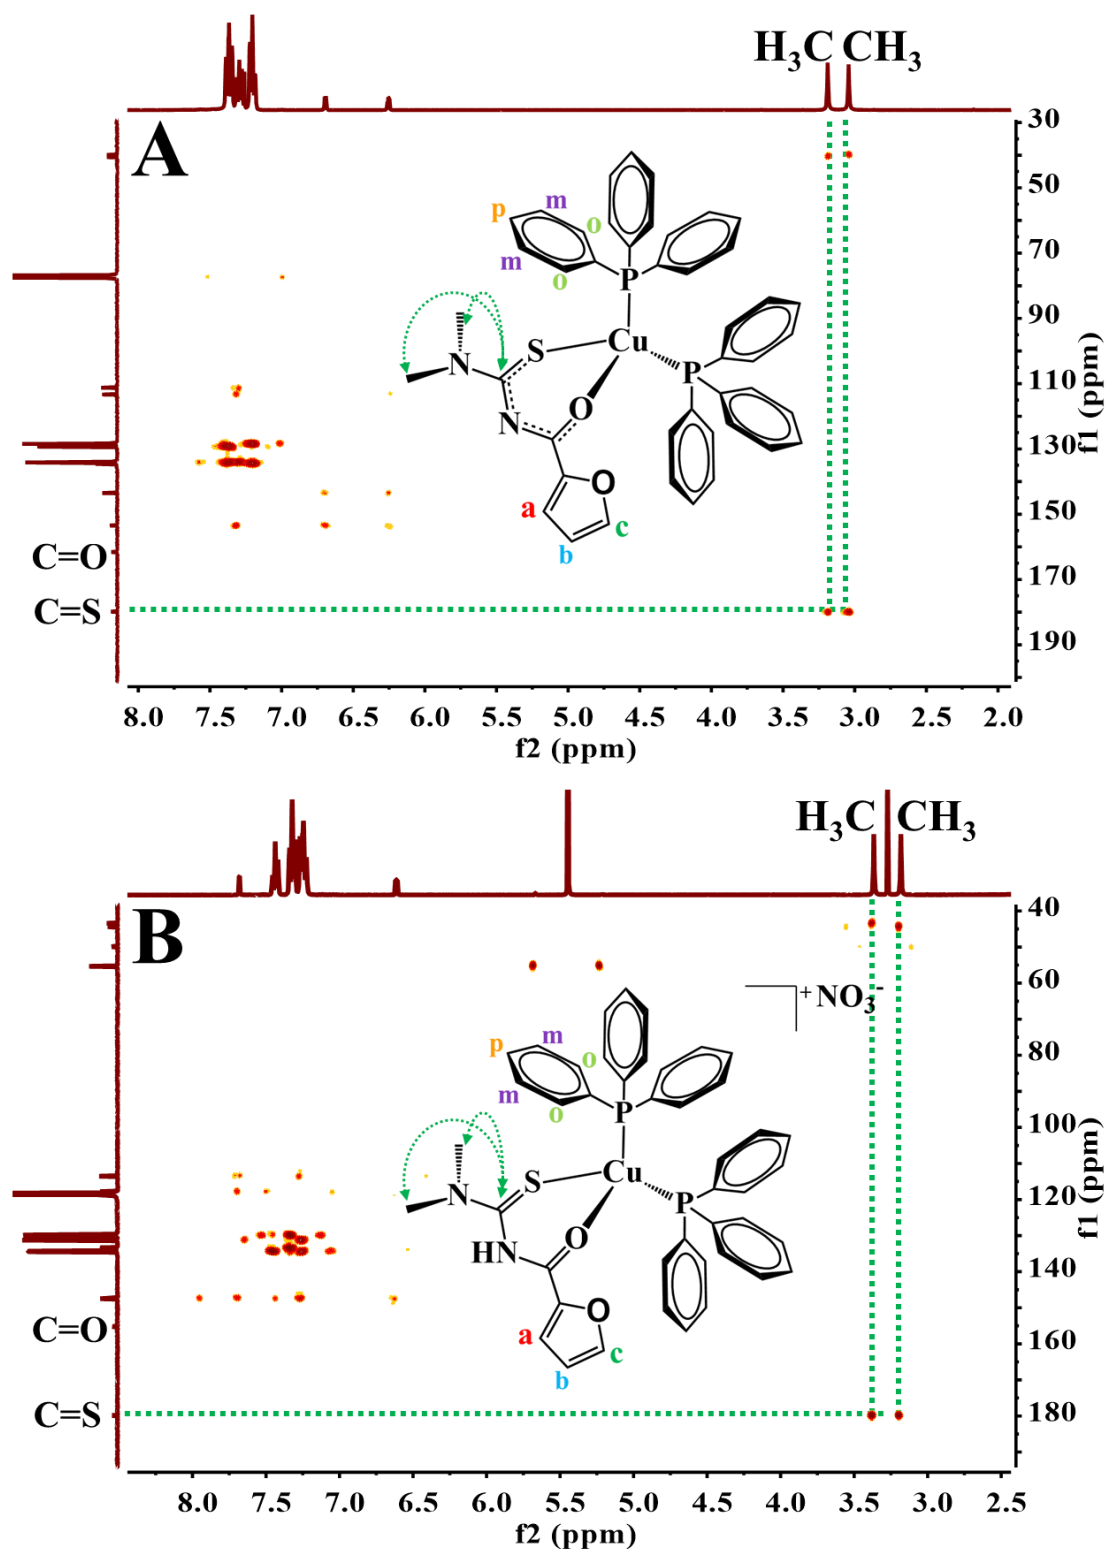 H₃C CH₃
A
30
50
70
90
110
130
150
170
190
f1 (ppm)
p m o
m o
P
S Cu
N P
N O
O
a c
b
C=O
C=S
8.0 7.5 7.0 6.5 6.0 5.5 5.0 4.5 4.0 3.5 3.0 2.5 2.0
f2 (ppm)
H₃C CH₃
B
40
60
80
100
120
140
160
180
f1 (ppm)
+ NO₃⁻
p m o
m o
P
S Cu
N P
HN O
O
a c
b
C=O
C=S
8.0 7.5 7.0 6.5 6.0 5.5 5.0 4.5 4.0 3.5 3.0 2.5
f2 (ppm)